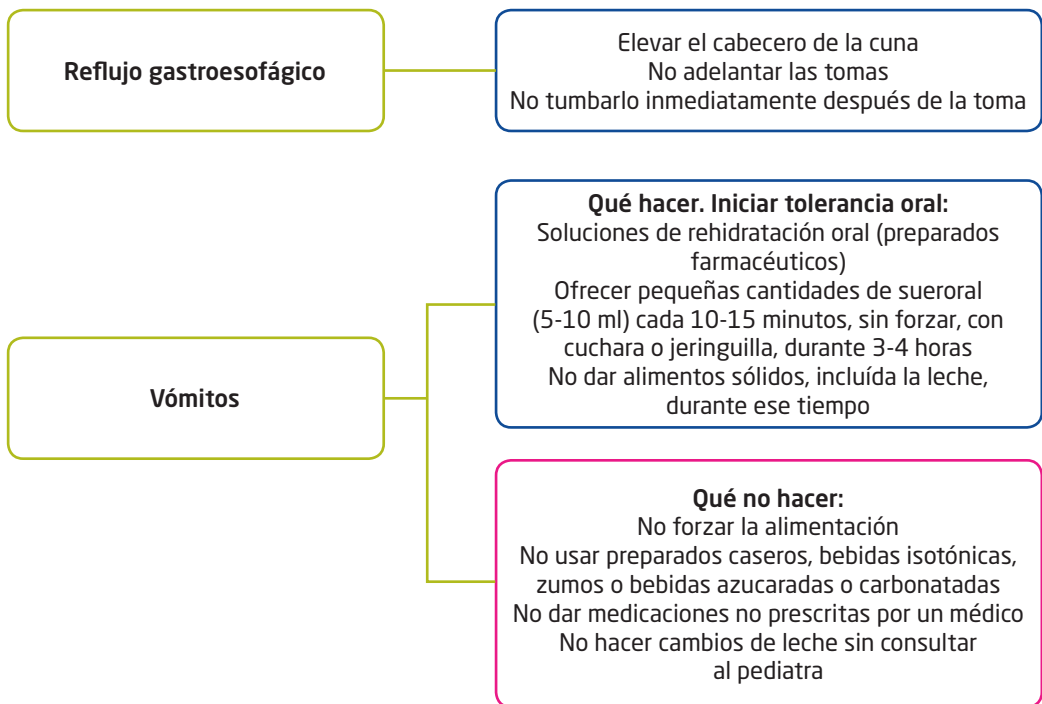 Reflujo gastroesofágico
Elevar el cabecero de la cuna
No adelantar las tomas
No tumbarlo inmediatamente después de la toma
Vómitos
Qué hacer. Iniciar tolerancia oral:
Soluciones de rehidratación oral (preparados
farmacéuticos)
Ofrecer pequeñas cantidades de sueroral
(5-10 ml) cada 10-15 minutos, sin forzar, con
cuchara o jeringuilla, durante 3-4 horas
No dar alimentos sólidos, incluída la leche,
durante ese tiempo
Qué no hacer:
No forzar la alimentación
No usar preparados caseros, bebidas isotónicas,
zumos o bebidas azucaradas o carbonatadas
No dar medicaciones no prescritas por un médico
No hacer cambios de leche sin consultar
al pediatra